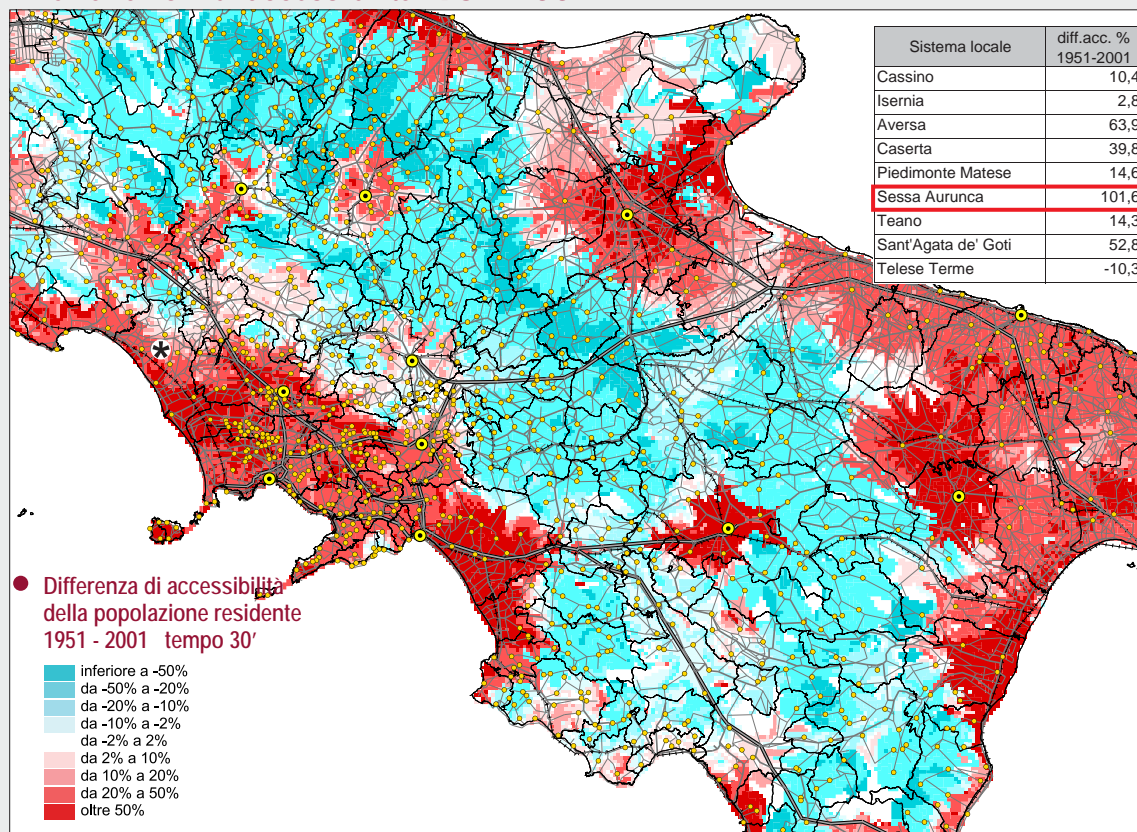 Sistema locale diff.acc. % 1951-2001
Cassino 10,4
Isernia 2,8
Aversa 63,9
Caserta 39,8
Piedimonte Matese 14,6
Sessa Aurunca 101,6
Teano 14,3
Sant'Agata de' Goti 52,8
Telese Terme -10,3
*
● Differenza di accessibilità
della popolazione residente
1951 - 2001 tempo 30'
inferiore a -50%
da -50% a -20%
da -20% a -10%
da -10% a -2%
da -2% a 2%
da 2% a 10%
da 10% a 20%
da 20% a 50%
oltre 50%